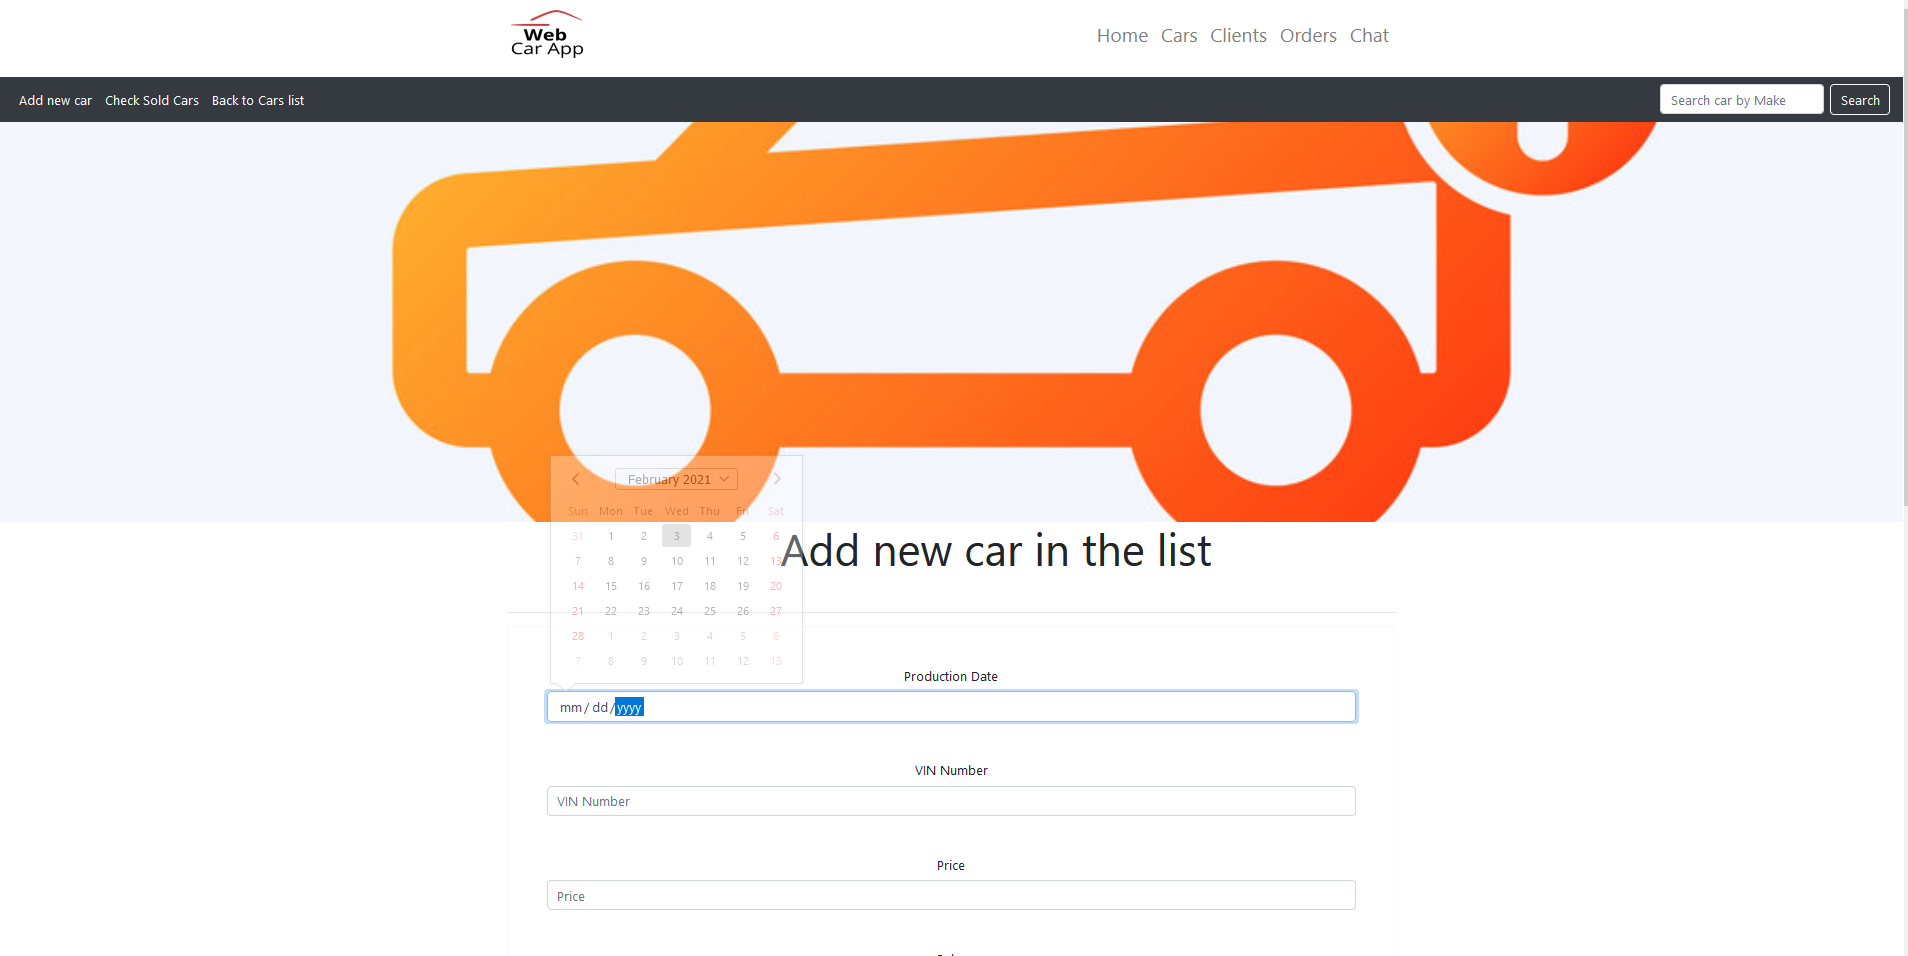 Web
Car App
Home Cars Clients Orders Chat
Add new car Check Sold Cars Back to Cars list
Search car by Make Search
February 2021
Sun Mon Tue Wed Thu Fri Sat
31 1 2 3 4 5 6
7 8 9 10 11 12 13
14 15 16 17 18 19 20
21 22 23 24 25 26 27
28 1 2 3 4 5 6
7 8 9 10 11 12 13
Add new car in the list
Production Date
mm/dd/yyyy
VIN Number
VIN Number
Price
Price